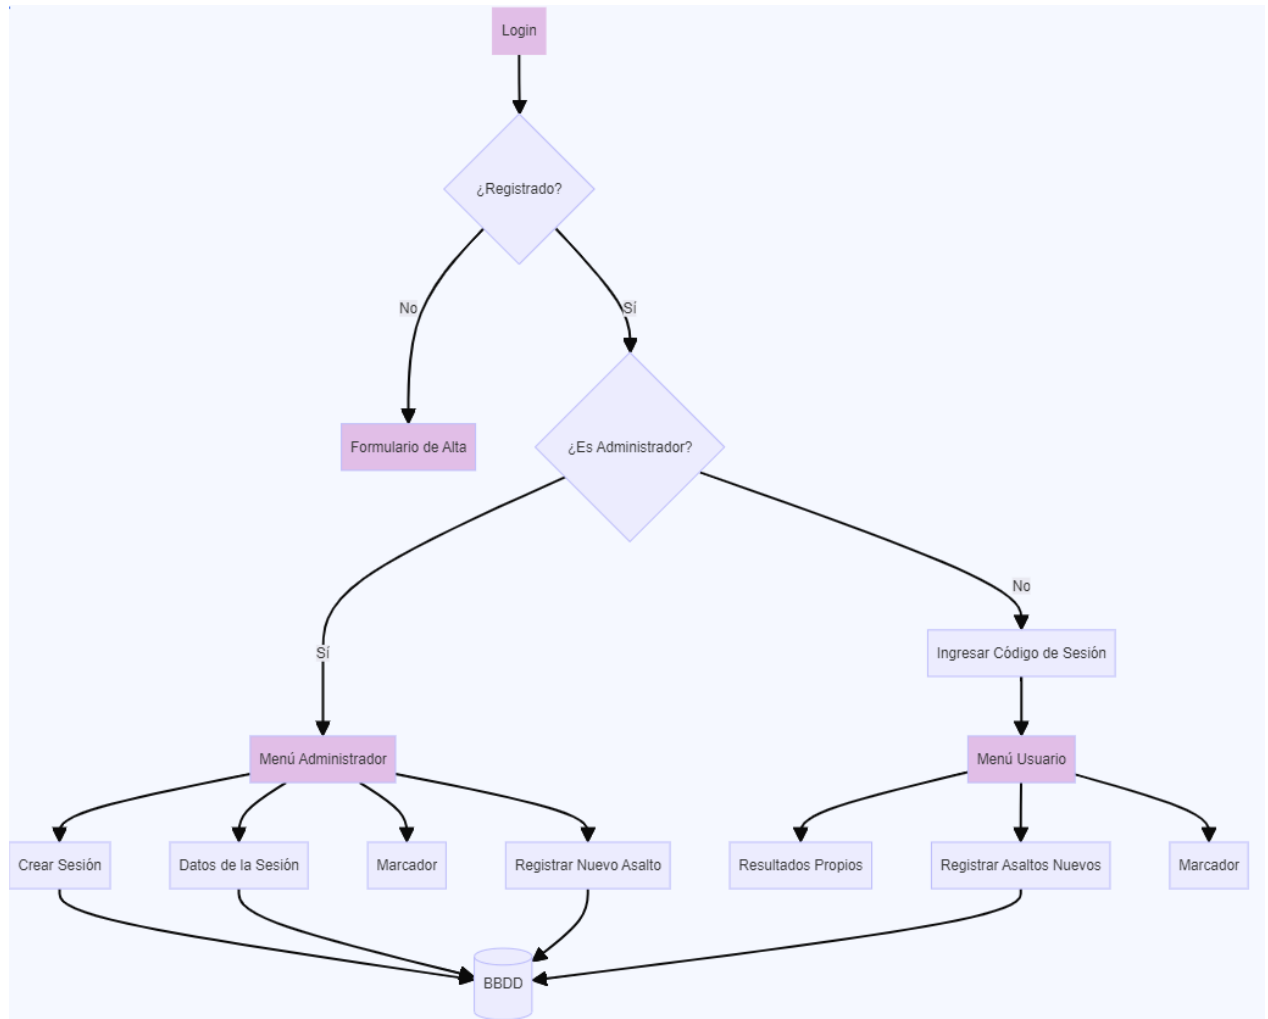 Login
¿Registrado?
No
Sí
Formulario de Alta
¿Es Administrador?
No
Ingresar Código de Sesión
Sí
Menú Administrador
Menú Usuario
Crear Sesión
Datos de la Sesión
Marcador
Registrar Nuevo Asalto
Resultados Propios
Registrar Asaltos Nuevos
Marcador
BBDD